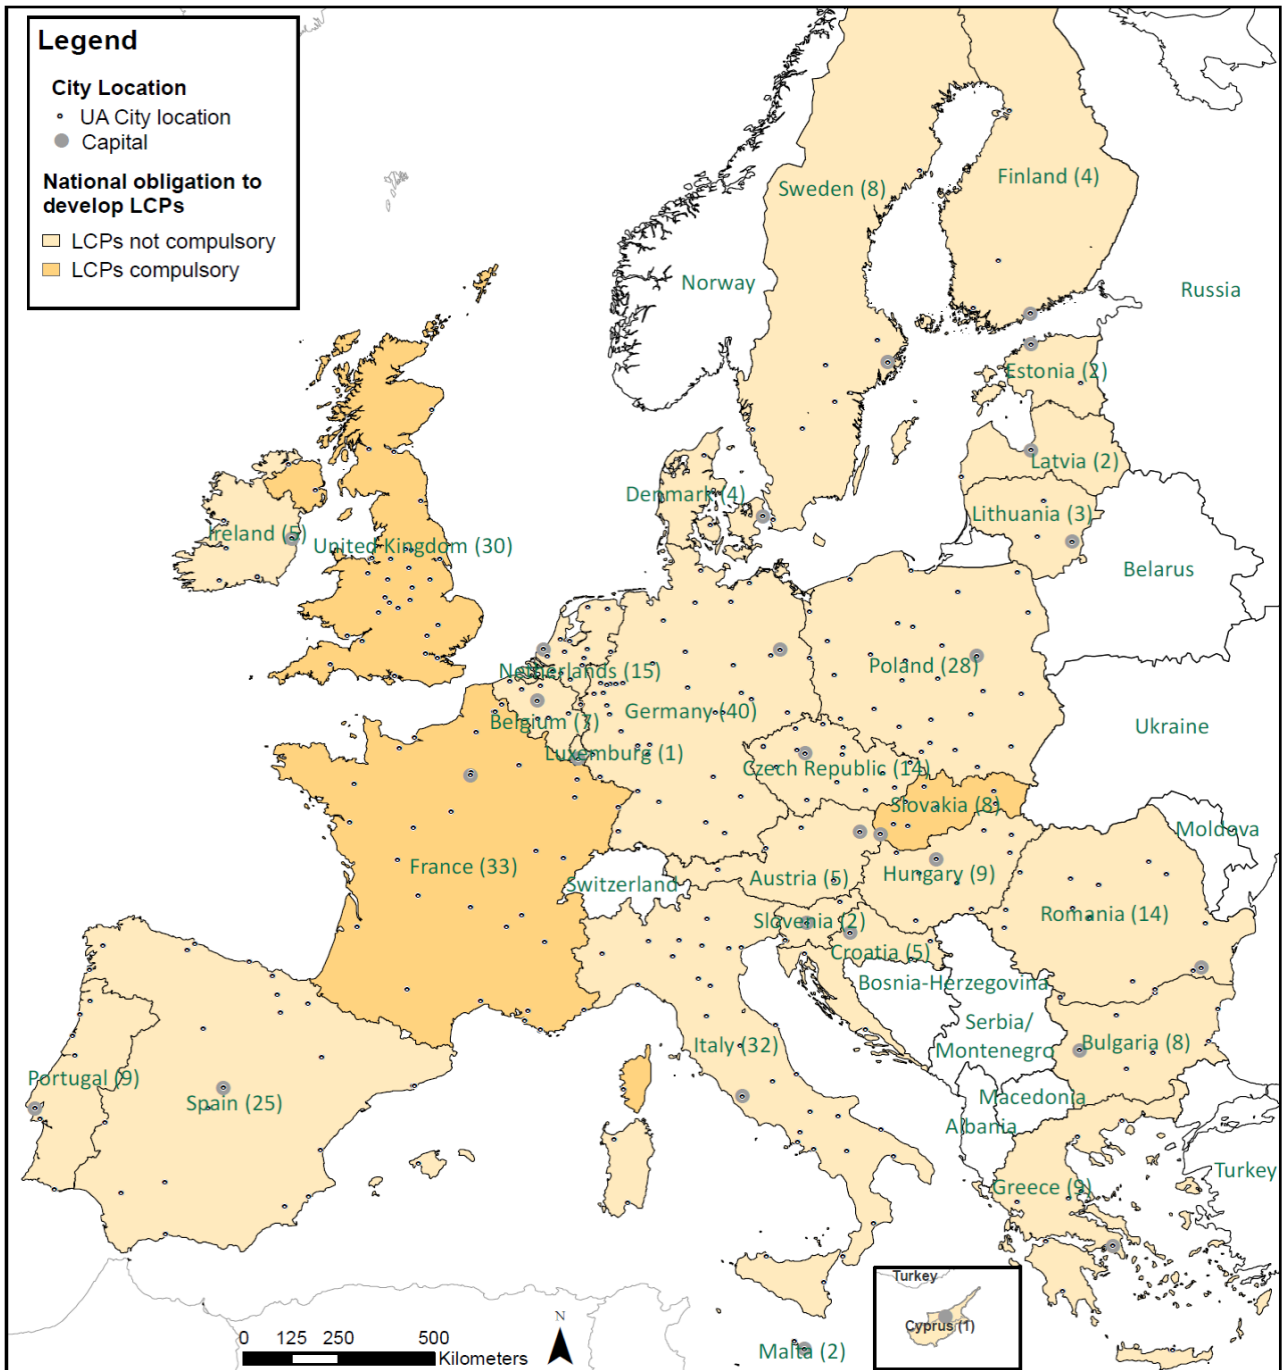 Legend
City Location
UA City location
Capital
National obligation to
develop LCPs
LCPs not compulsory
LCPs compulsory
Sweden (8)
Finland (4)
Norway
Russia
Estonia (2)
Latvia (2)
Denmark (4)
Lithuania (3)
Ireland (5)
United Kingdom (30)
Belarus
Netherlands (15)
Poland (28)
Belgium (7)
Germany (40)
Ukraine
Luxemburg (1)
Czech Republic (14)
Slovakia (8)
Moldova
France (33)
Switzerland
Austria (5)
Hungary (9)
Slovenia (2)
Romania (14)
Croatia (5)
Bosnia-Herzegovina
Serbia/
Montenegro
Italy (32)
Bulgaria (8)
Portugal (9)
Spain (25)
Macedonia
Albania
Turkey
Greece (9)
Turkey
Cyprus (1)
N
0 125 250 500
Kilometers
Malta (2)